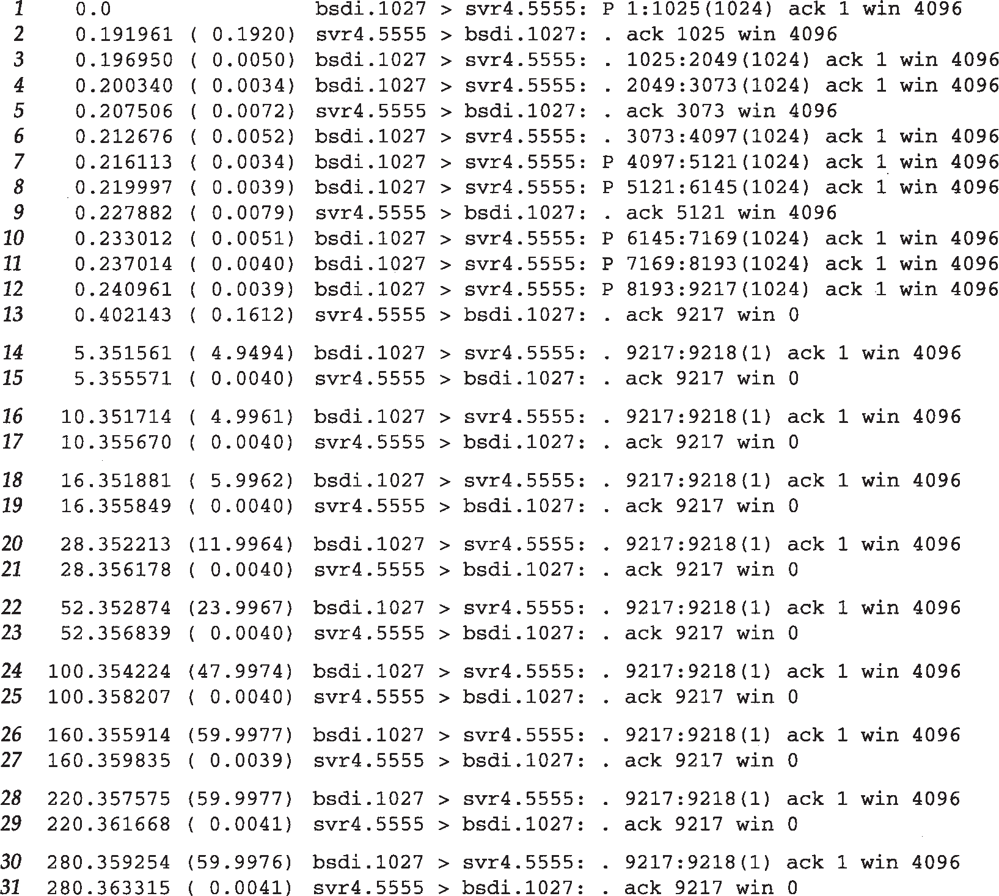 1 0.0 bsdi.1027 > svr4.5555: P 1:1025(1024) ack 1 win 4096
2 0.191961 ( 0.1920) svr4.5555 > bsdi.1027: . ack 1025 win 4096
3 0.196950 ( 0.0050) bsdi.1027 > svr4.5555: . 1025:2049(1024) ack 1 win 4096
4 0.200340 ( 0.0034) bsdi.1027 > svr4.5555: . 2049:3073(1024) ack 1 win 4096
5 0.207506 ( 0.0072) svr4.5555 > bsdi.1027: . ack 3073 win 4096
6 0.212676 ( 0.0052) bsdi.1027 > svr4.5555: . 3073:4097(1024) ack 1 win 4096
7 0.216113 ( 0.0034) bsdi.1027 > svr4.5555: P 4097:5121(1024) ack 1 win 4096
8 0.219997 ( 0.0039) bsdi.1027 > svr4.5555: P 5121:6145(1024) ack 1 win 4096
9 0.227882 ( 0.0079) svr4.5555 > bsdi.1027: . ack 5121 win 4096
10 0.233012 ( 0.0051) bsdi.1027 > svr4.5555: P 6145:7169(1024) ack 1 win 4096
11 0.237014 ( 0.0040) bsdi.1027 > svr4.5555: P 7169:8193(1024) ack 1 win 4096
12 0.240961 ( 0.0039) bsdi.1027 > svr4.5555: P 8193:9217(1024) ack 1 win 4096
13 0.402143 ( 0.1612) svr4.5555 > bsdi.1027: . ack 9217 win 0
14 5.351561 ( 4.9494) bsdi.1027 > svr4.5555: . 9217:9218(1) ack 1 win 4096
15 5.355571 ( 0.0040) svr4.5555 > bsdi.1027: . ack 9217 win 0
16 10.351714 ( 4.9961) bsdi.1027 > svr4.5555: . 9217:9218(1) ack 1 win 4096
17 10.355670 ( 0.0040) svr4.5555 > bsdi.1027: . ack 9217 win 0
18 16.351881 ( 5.9962) bsdi.1027 > svr4.5555: . 9217:9218(1) ack 1 win 4096
19 16.355849 ( 0.0040) svr4.5555 > bsdi.1027: . ack 9217 win 0
20 28.352213 (11.9964) bsdi.1027 > svr4.5555: . 9217:9218(1) ack 1 win 4096
21 28.356178 ( 0.0040) svr4.5555 > bsdi.1027: . ack 9217 win 0
22 52.352874 (23.9967) bsdi.1027 > svr4.5555: . 9217:9218(1) ack 1 win 4096
23 52.356839 ( 0.0040) svr4.5555 > bsdi.1027: . ack 9217 win 0
24 100.354224 (47.9974) bsdi.1027 > svr4.5555: . 9217:9218(1) ack 1 win 4096
25 100.358207 ( 0.0040) svr4.5555 > bsdi.1027: . ack 9217 win 0
26 160.355914 (59.9977) bsdi.1027 > svr4.5555: . 9217:9218(1) ack 1 win 4096
27 160.359835 ( 0.0039) svr4.5555 > bsdi.1027: . ack 9217 win 0
28 220.357575 (59.9977) bsdi.1027 > svr4.5555: . 9217:9218(1) ack 1 win 4096
29 220.361668 ( 0.0041) svr4.5555 > bsdi.1027: . ack 9217 win 0
30 280.359254 (59.9976) bsdi.1027 > svr4.5555: . 9217:9218(1) ack 1 win 4096
31 280.363315 ( 0.0041) svr4.5555 > bsdi.1027: . ack 9217 win 0